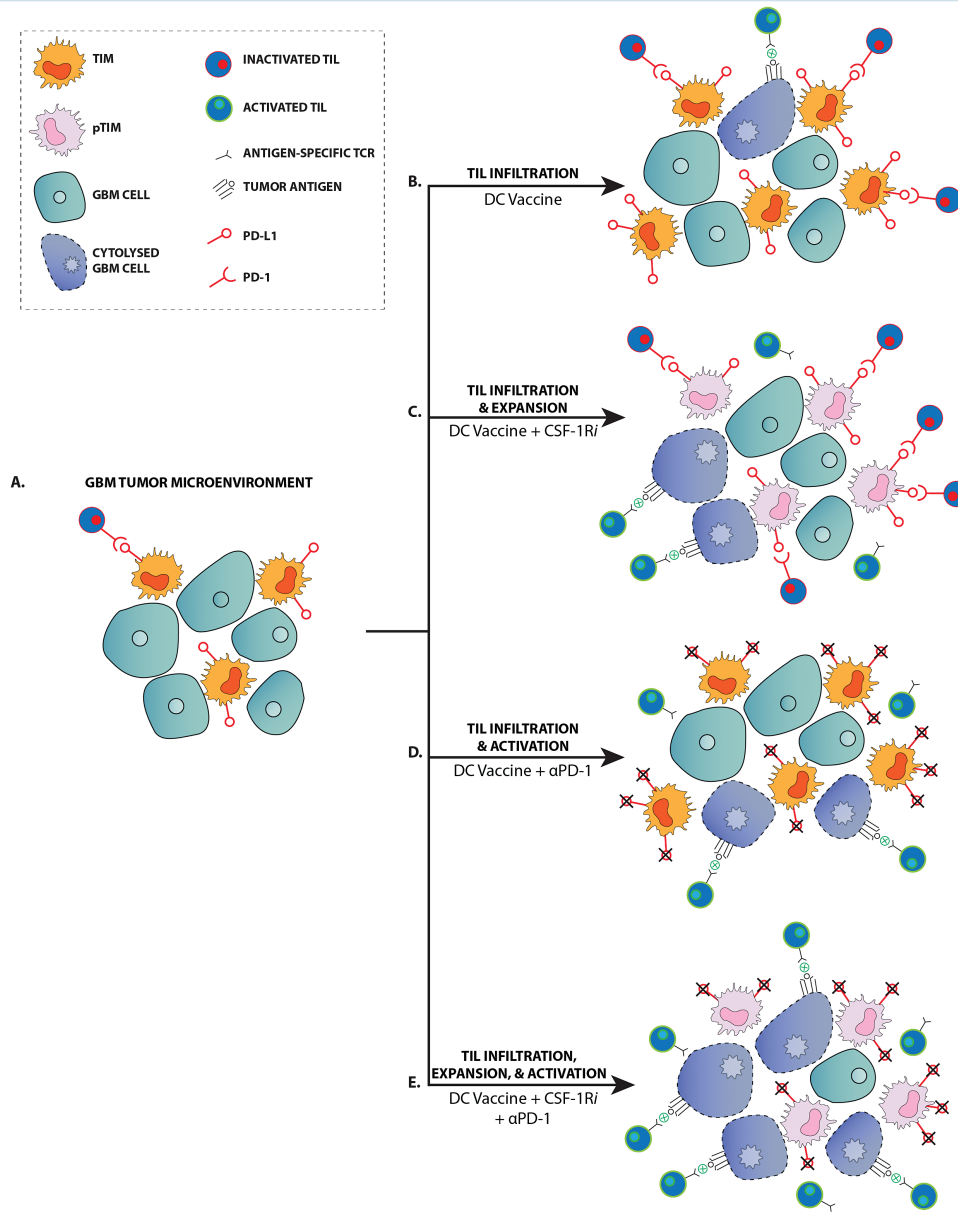 TIM
pTIM
GBM CELL
CYTOLYSED
GBM CELL
INACTIVATED TIL
ACTIVATED TIL
ANTIGEN-SPECIFIC TCR
TUMOR ANTIGEN
PD-L1
PD-1
A.
GBM TUMOR MICROENVIRONMENT
B.
TIL INFILTRATION
DC Vaccine
C.
TIL INFILTRATION
& EXPANSION
DC Vaccine + CSF-1Ri
D.
TIL INFILTRATION
& ACTIVATION
DC Vaccine + αPD-1
E.
TIL INFILTRATION,
EXPANSION, & ACTIVATION
DC Vaccine + CSF-1Ri
+ αPD-1